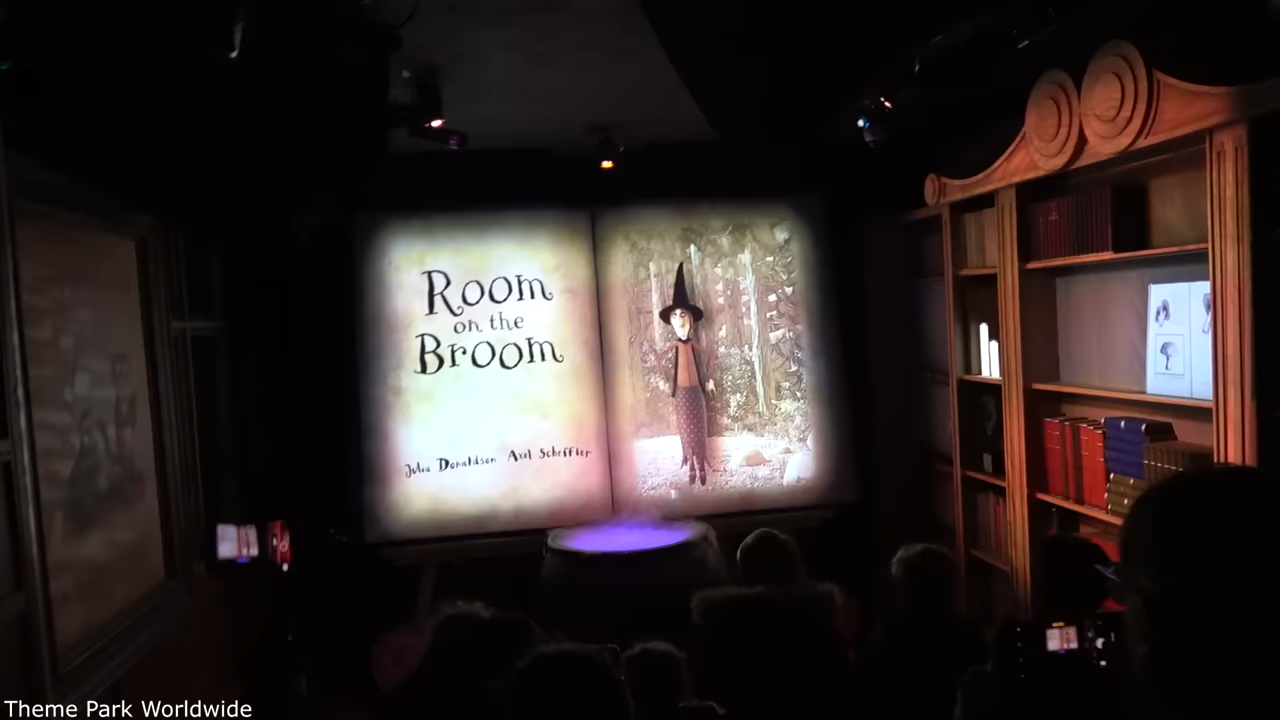 Room
on the
Broom
Julia Donaldson Axel Scheffler
Theme Park Worldwide